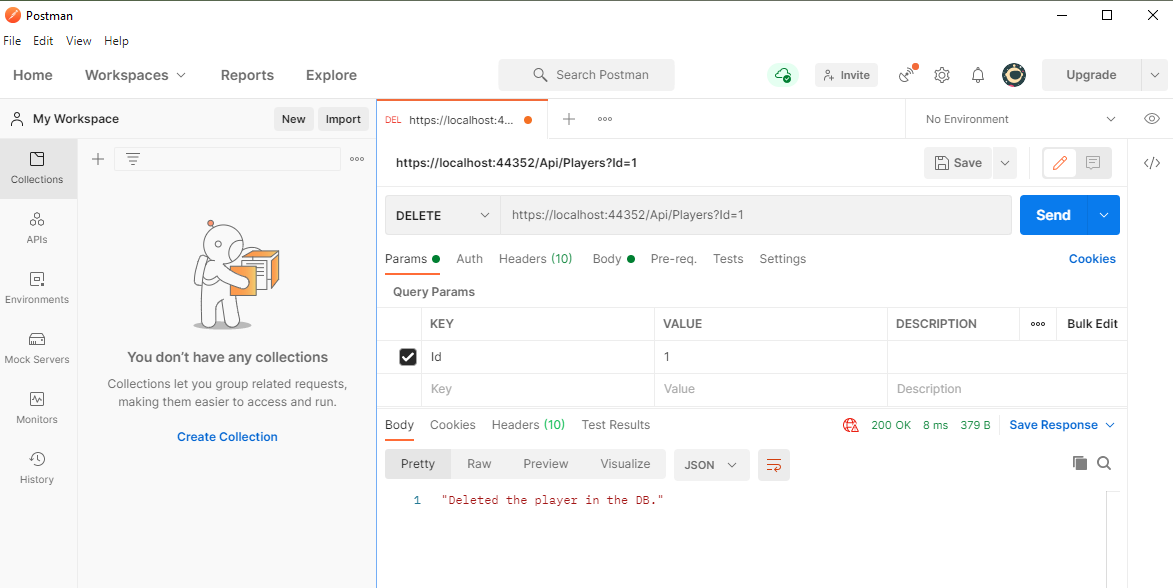 Postman
File Edit View Help
Home Workspaces Reports Explore Search Postman Invite Upgrade
My Workspace New Import
DEL https://localhost:4... No Environment
Collections
APIs
Environments
Mock Servers
Monitors
History
You don't have any collections
Collections let you group related requests,
making them easier to access and run.
Create Collection
https://localhost:44352/Api/Players?Id=1 Save
DELETE https://localhost:44352/Api/Players?Id=1 Send
Params Auth Headers (10) Body Pre-req. Tests Settings Cookies
Query Params
KEY VALUE DESCRIPTION Bulk Edit
Id 1
Key Value Description
Body Cookies Headers (10) Test Results 200 OK 8 ms 379 B Save Response
Pretty Raw Preview Visualize JSON
1 "Deleted the player in the DB."